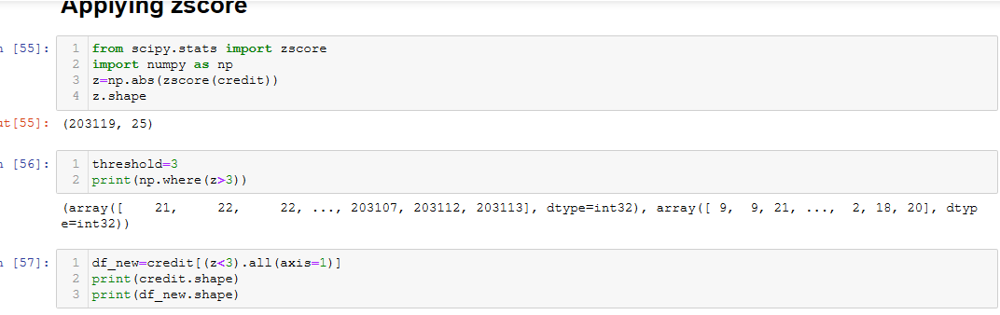 Applying zscore
n [55]:
1 from scipy.stats import zscore
2 import numpy as np
3 z=np.abs(zscore(credit))
4 z.shape
ut[55]: (203119, 25)
n [56]:
1 threshold=3
2 print(np.where(z>3))
(array([ 21, 22, 22, ..., 203107, 203112, 203113], dtype=int32), array([ 9, 9, 21, ..., 2, 18, 20], dtyp
e=int32))
n [57]:
1 df_new=credit[(z<3).all(axis=1)]
2 print(credit.shape)
3 print(df_new.shape)